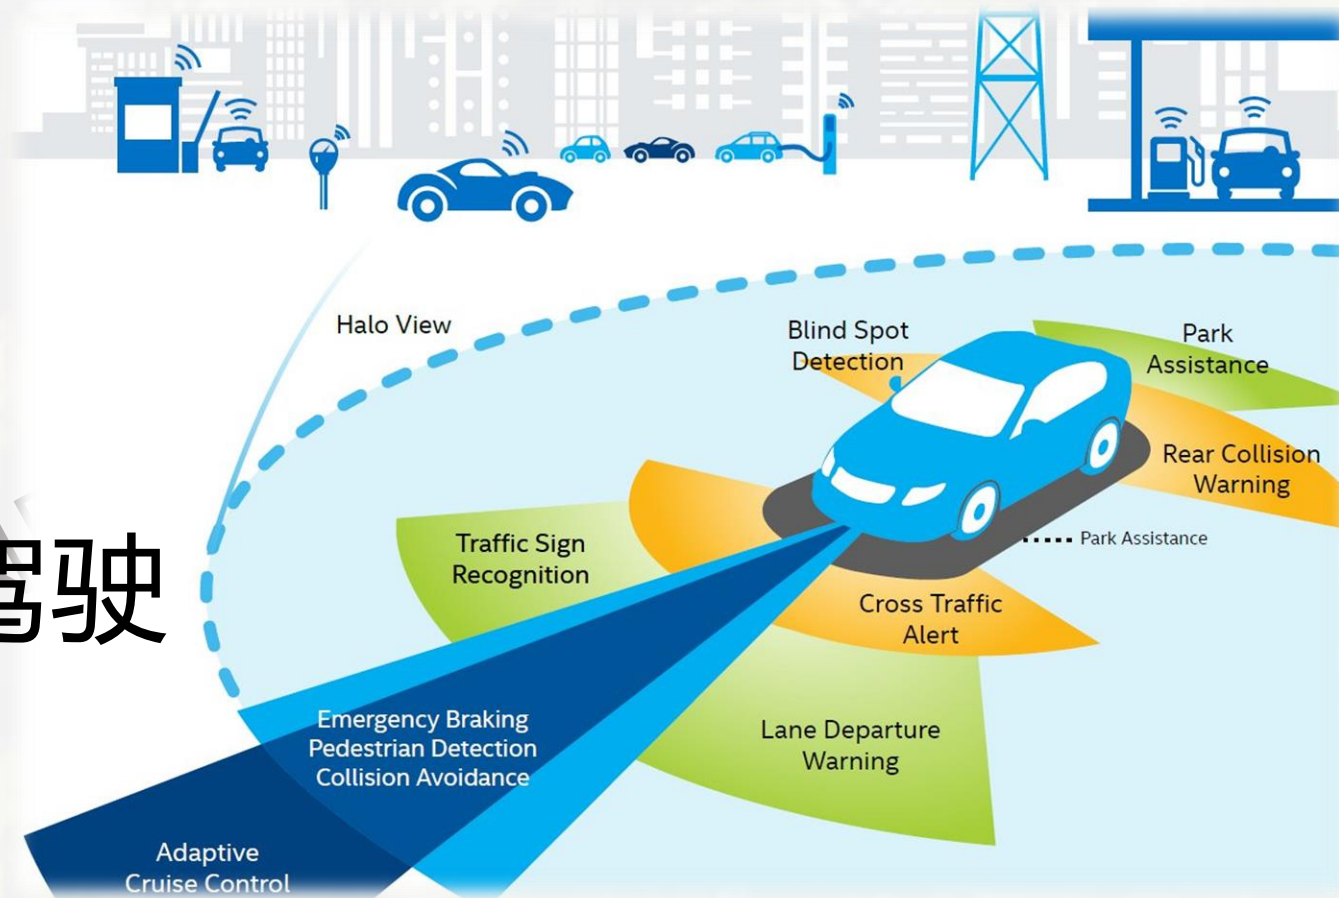 Halo View
Blind Spot
Detection
Park
Assistance
Rear Collision
Warning
Park Assistance
Traffic Sign
Recognition
驾驶
Cross Traffic
Alert
Emergency Braking
Pedestrian Detection
Collision Avoidance
Lane Departure
Warning
Adaptive
Cruise Control